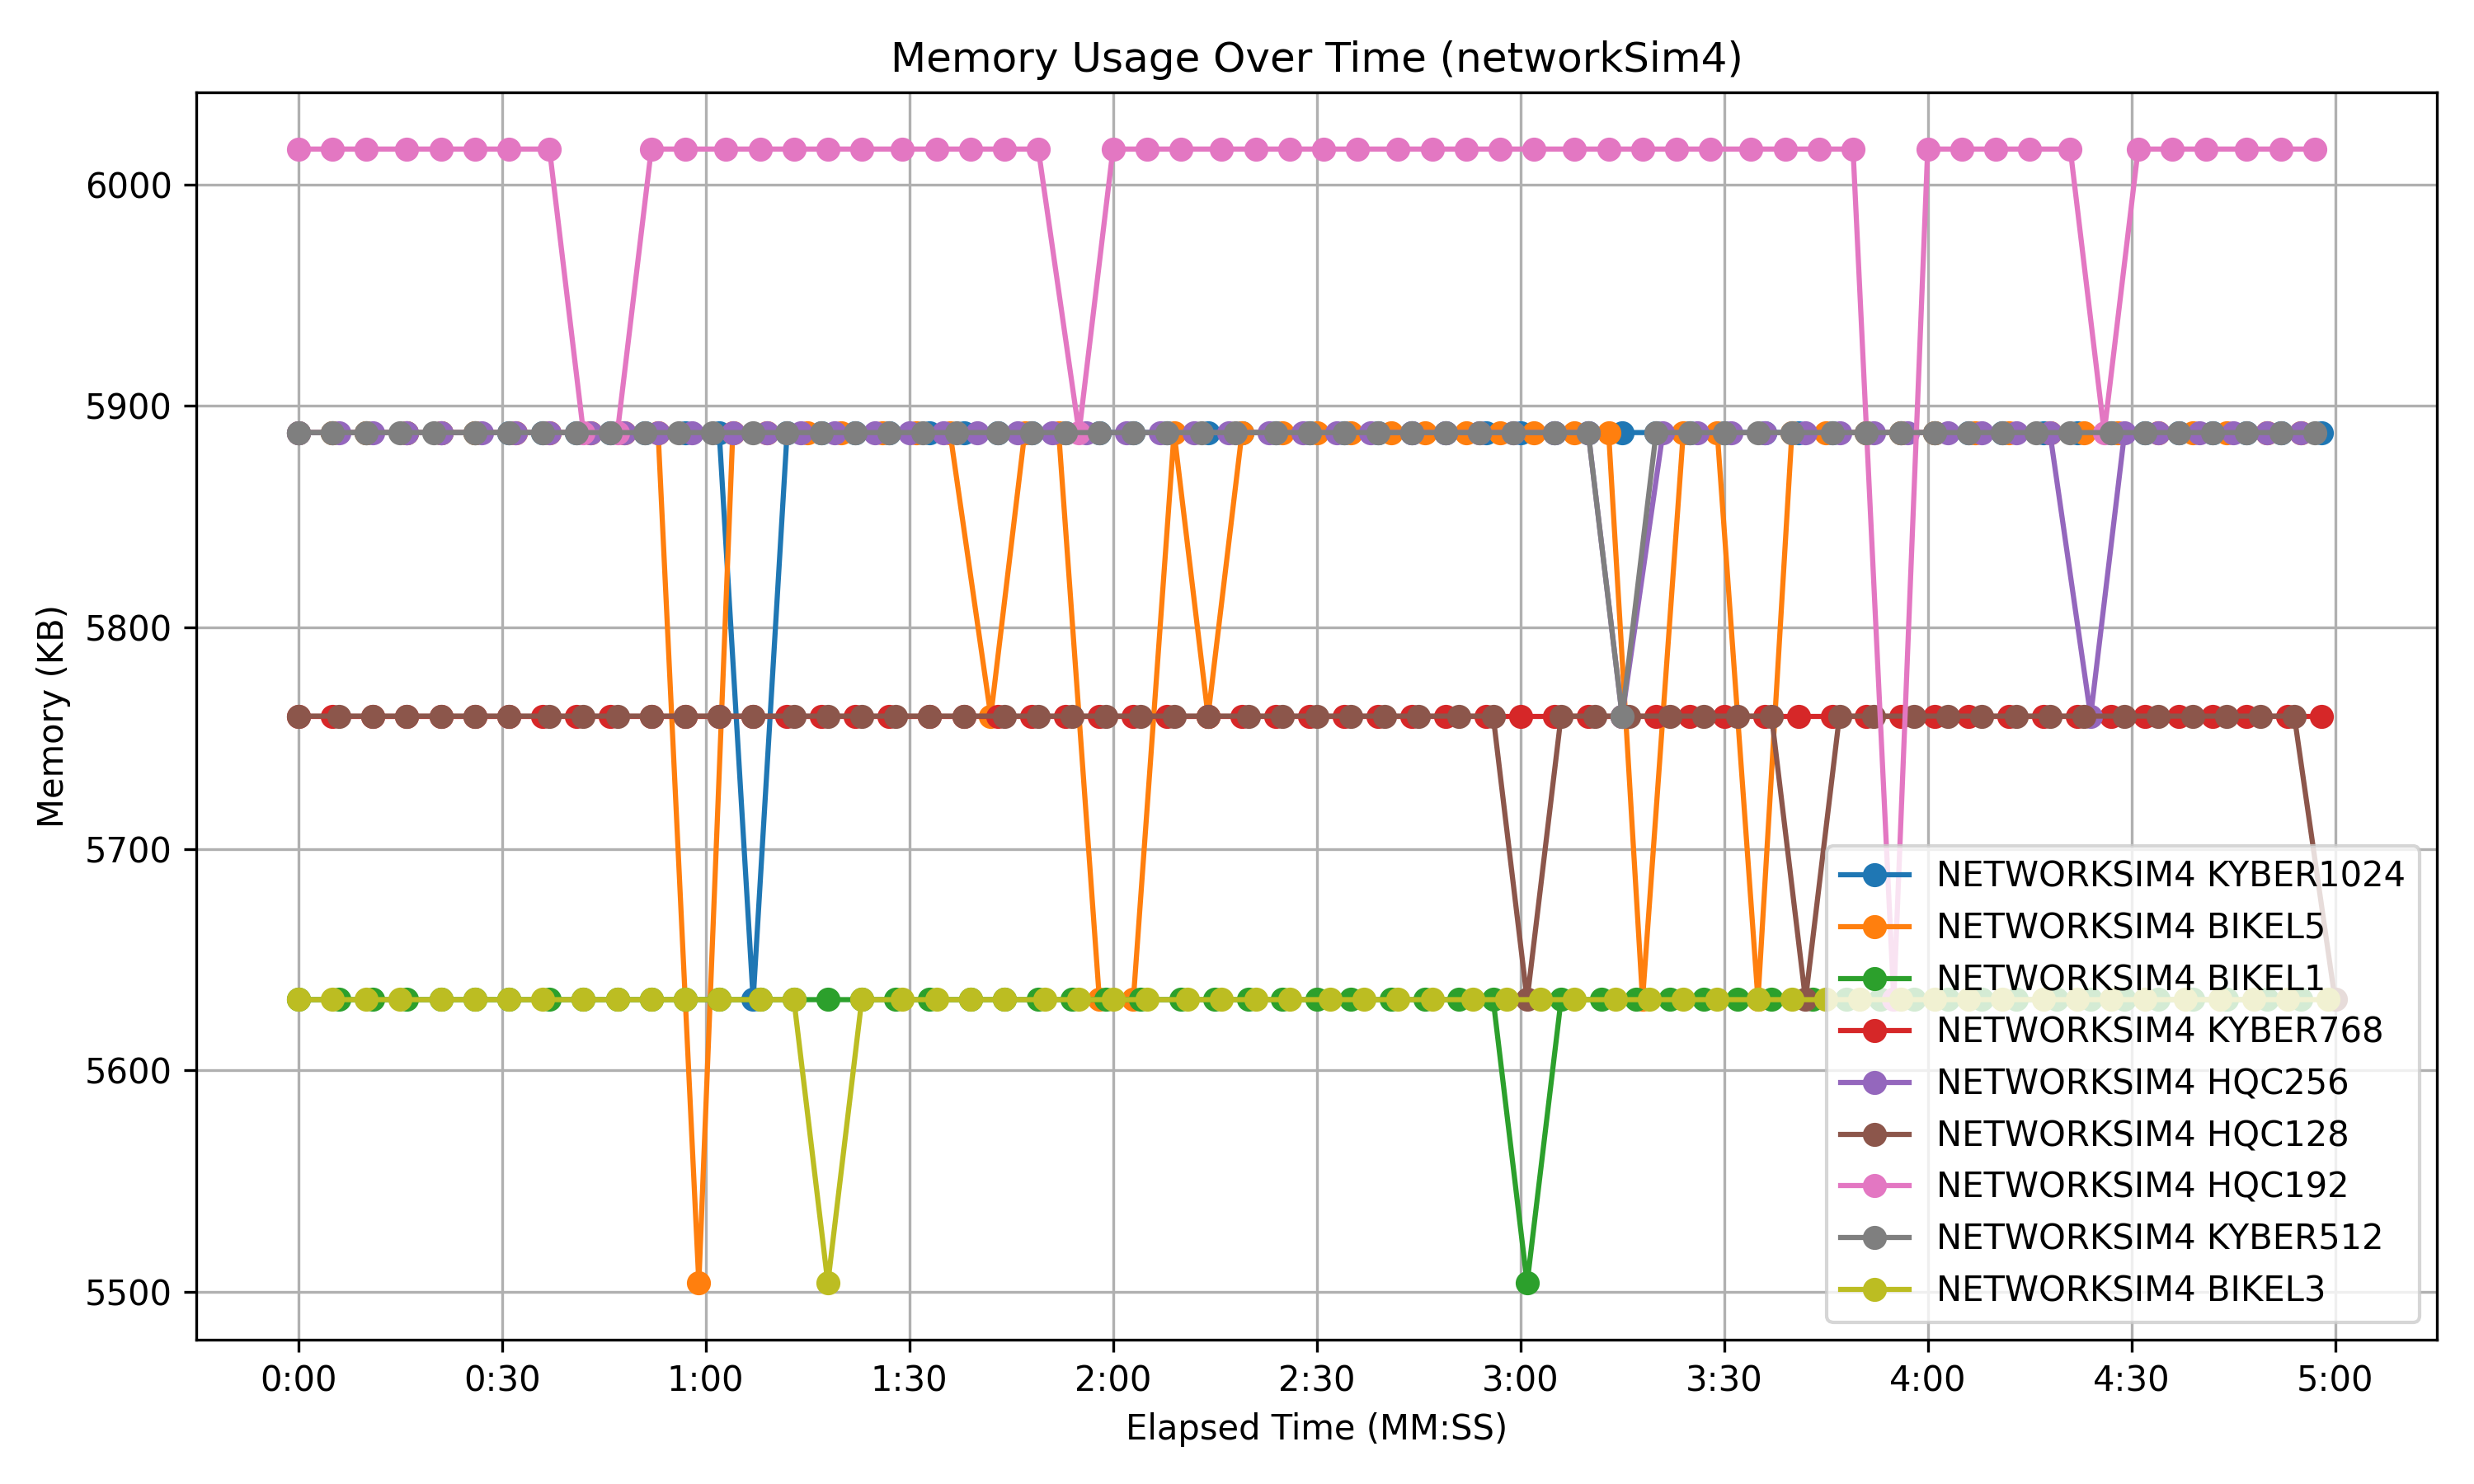 Memory Usage Over Time (networkSim4)
Memory (KB)
6000
5900
5800
5700
5600
5500
NETWORKSIM4 KYBER1024
NETWORKSIM4 BIKEL5
NETWORKSIM4 BIKEL1
NETWORKSIM4 KYBER768
NETWORKSIM4 HQC256
NETWORKSIM4 HQC128
NETWORKSIM4 HQC192
NETWORKSIM4 KYBER512
NETWORKSIM4 BIKEL3
0:00 0:30 1:00 1:30 2:00 2:30 3:00 3:30 4:00 4:30 5:00
Elapsed Time (MM:SS)